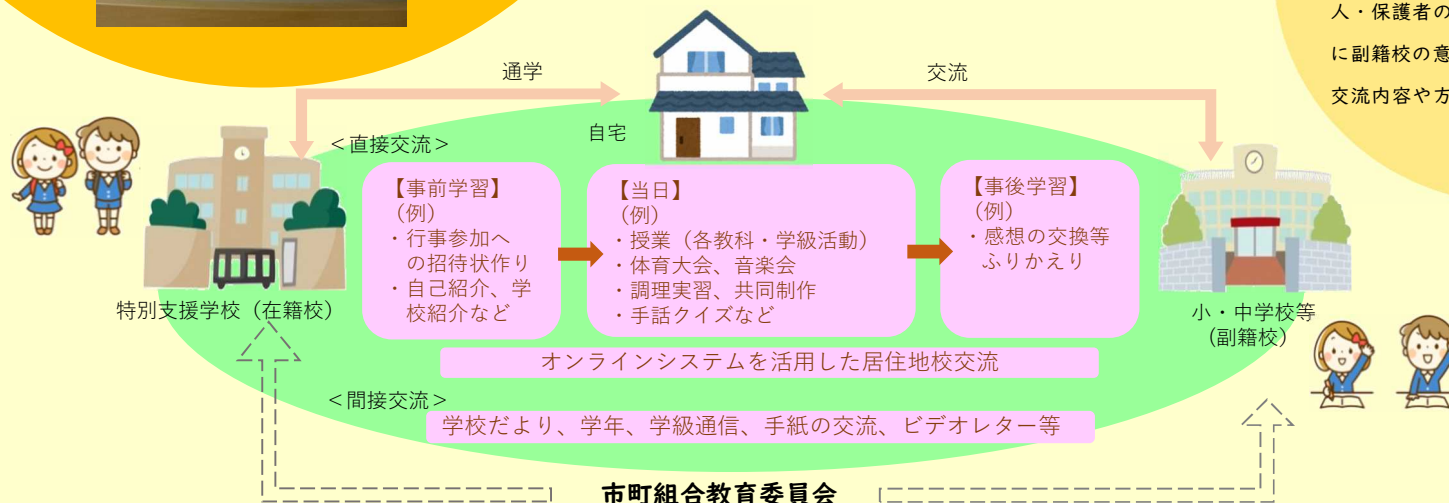 人・保護者の
に副籍校の意
交流内容や方
通学
交流
自宅
＜直接交流＞
【事前学習】
（例）
・行事参加へ
の招待状作り
・自己紹介、学
校紹介など
【当日】
（例）
・授業（各教科・学級活動）
・体育大会、音楽会
・調理実習、共同制作
・手話クイズなど
【事後学習】
（例）
・感想の交換等
ふりかえり
特別支援学校（在籍校）
小・中学校等
（副籍校）
オンラインシステムを活用した居住地校交流
＜間接交流＞
学校だより、学年、学級通信、手紙の交流、ビデオレター等
市町組合教育委員会